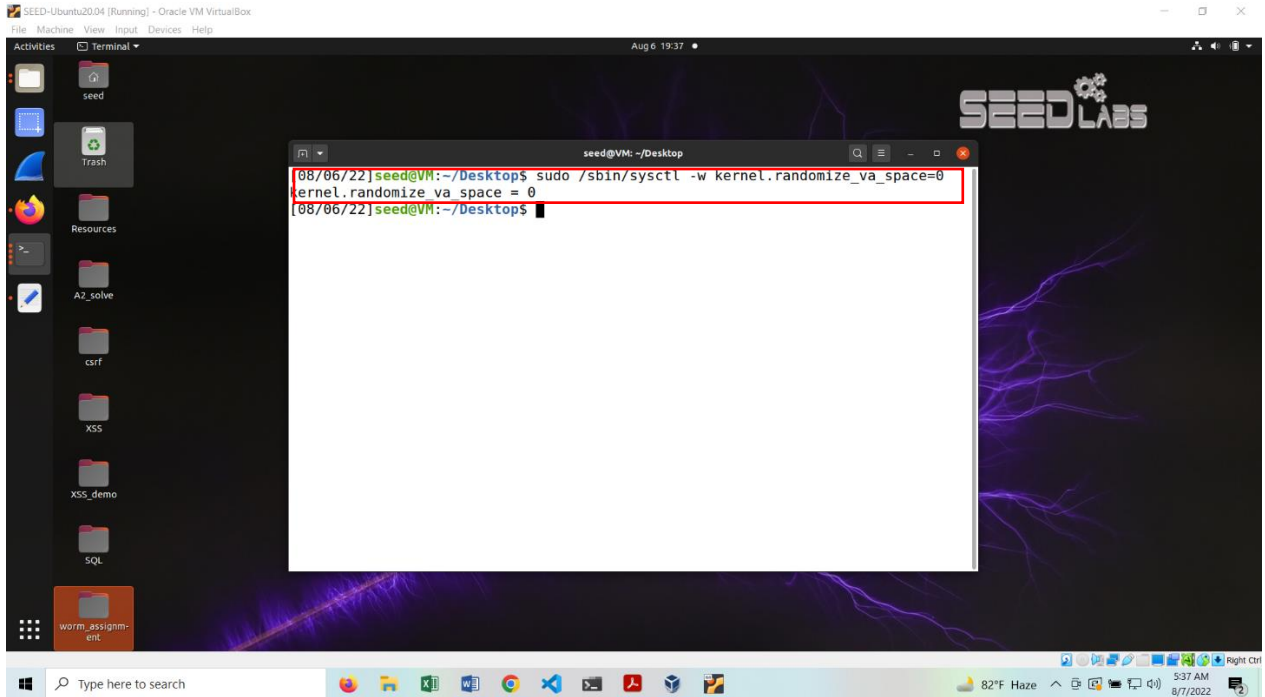 SEED-Ubuntu20.04 [Running] - Oracle VM VirtualBox
File Machine View Input Devices Help
Activities Terminal Aug 6 19:37
seed
Trash
Resources
A2_solve
csrf
XSS
XSS_demo
SQL
worm_assignm-
ent
SEEDLABS
seed@VM: ~/Desktop
[08/06/22]seed@VM:~/Desktop$ sudo /sbin/sysctl -w kernel.randomize_va_space=0
kernel.randomize_va_space = 0
[08/06/22]seed@VM:~/Desktop$
Right Ctrl
Type here to search
82°F Haze
5:37 AM
8/7/2022
2